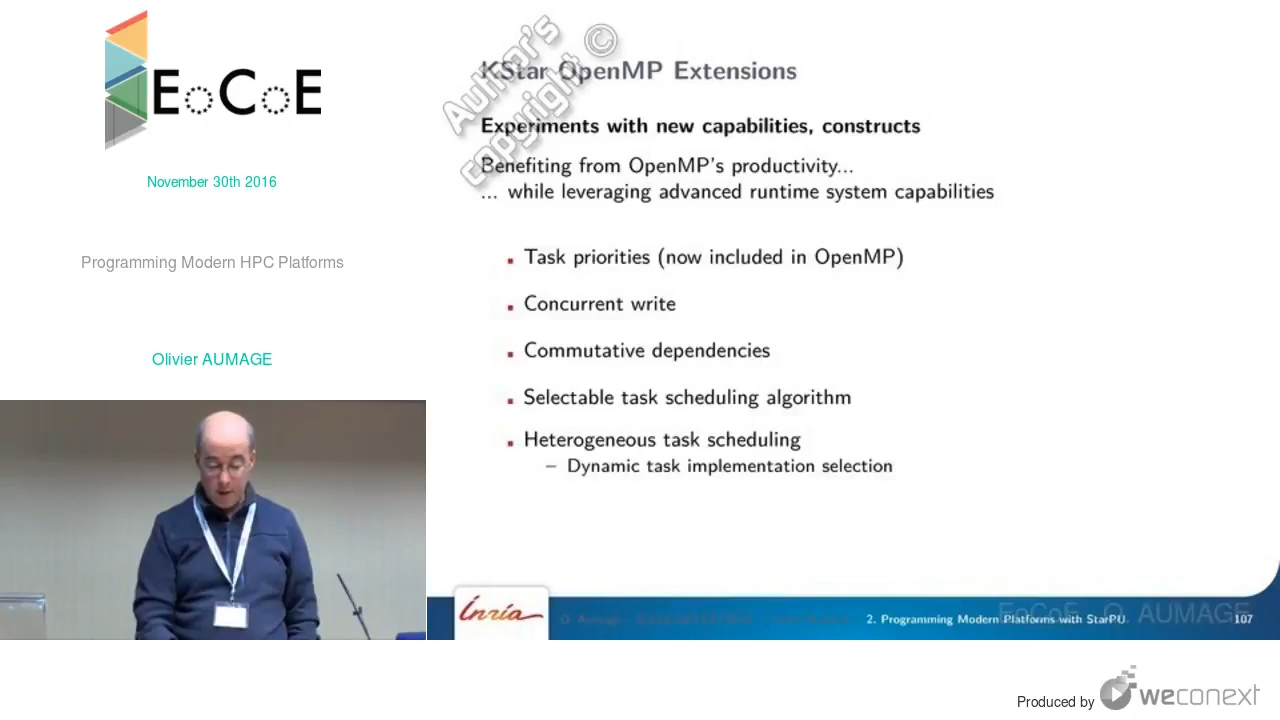 EoCoE
November 30th 2016
Programming Modern HPC Platforms
Olivier AUMAGE
Author's
copyright ©
KStar OpenMP Extensions
Experiments with new capabilities, constructs
Benefiting from OpenMP's productivity...
... while leveraging advanced runtime system capabilities
Task priorities (now included in OpenMP)
Concurrent write
Commutative dependencies
Selectable task scheduling algorithm
Heterogeneous task scheduling
– Dynamic task implementation selection
Inria
2. Programming Modern Platforms with StarPU
EoCoE O. AUMAGE
107
Produced by weconext